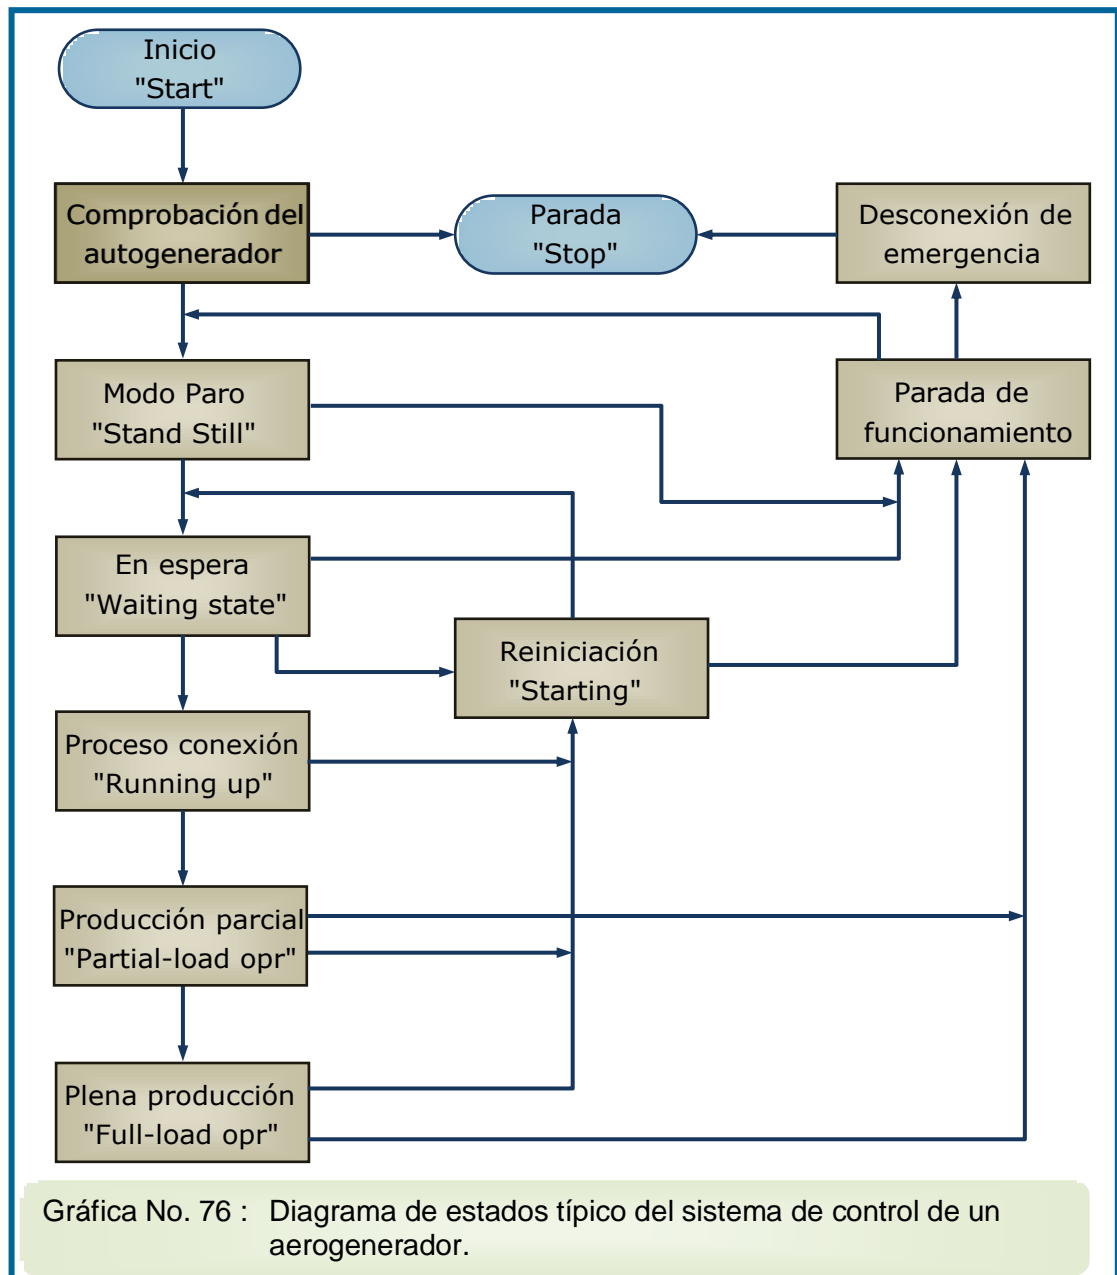 Inicio
"Start"
Comprobación del
autogenerador
Parada
"Stop"
Desconexión de
emergencia
Modo Paro
"Stand Still"
Parada de
funcionamiento
En espera
"Waiting state"
Reiniciación
"Starting"
Proceso conexión
"Running up"
Producción parcial
"Partial-load opr"
Plena producción
"Full-load opr"
Gráfica No. 76 : Diagrama de estados típico del sistema de control de un
aerogenerador.